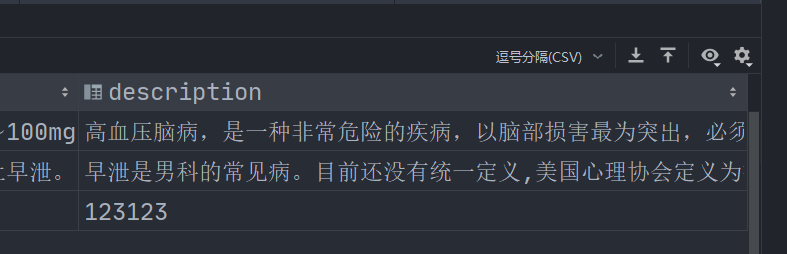 逗号分隔(CSV)
description
100mg 高血压脑病，是一种非常危险的疾病，以脑部损害最为突出，必须
早泄。 早泄是男科的常见病。目前还没有统一定义,美国心理协会定义为
123123